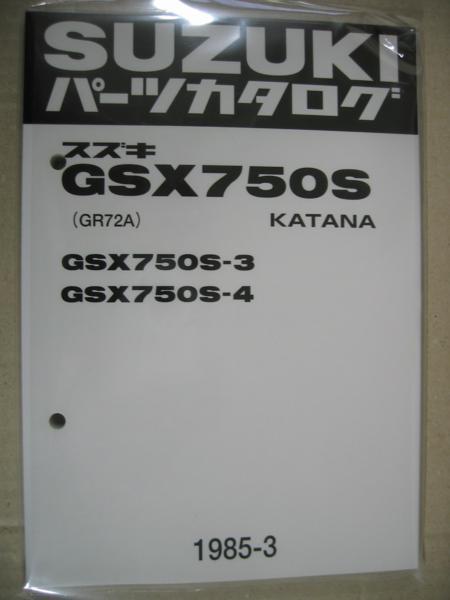 SUZUKI
パーツカタログ
スズキ
GSX750S
(GR72A) KATANA
GSX750S-3
GSX750S-4
1985-3